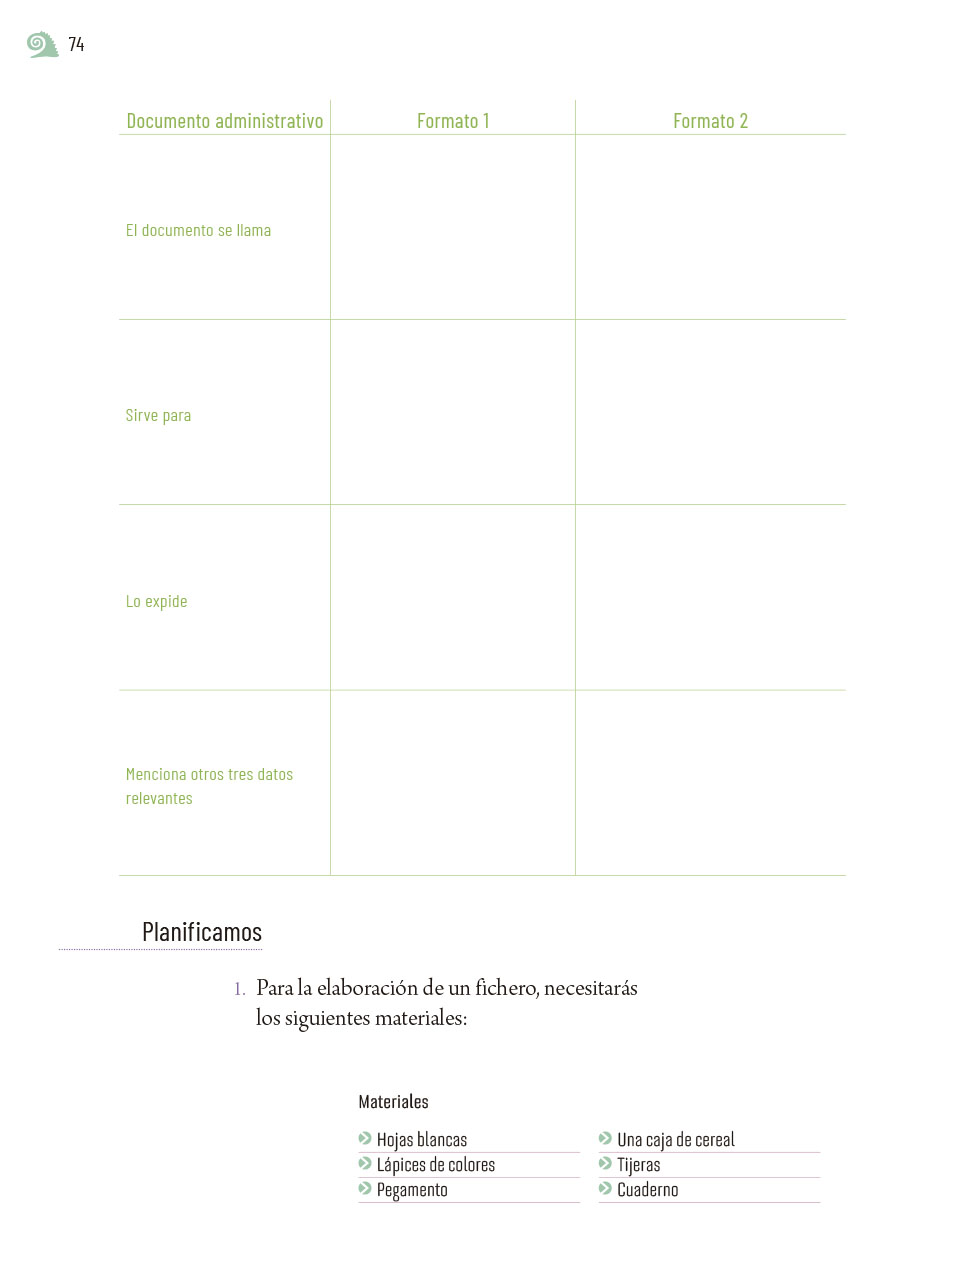 74
Documento administrativo Formato 1 Formato 2
El documento se llama
Sirve para
Lo expide
Menciona otros tres datos
relevantes
Planificamos
1. Para la elaboración de un fichero, necesitarás
los siguientes materiales:
Materiales
Hojas blancas
Lápices de colores
Pegamento
Una caja de cereal
Tijeras
Cuaderno